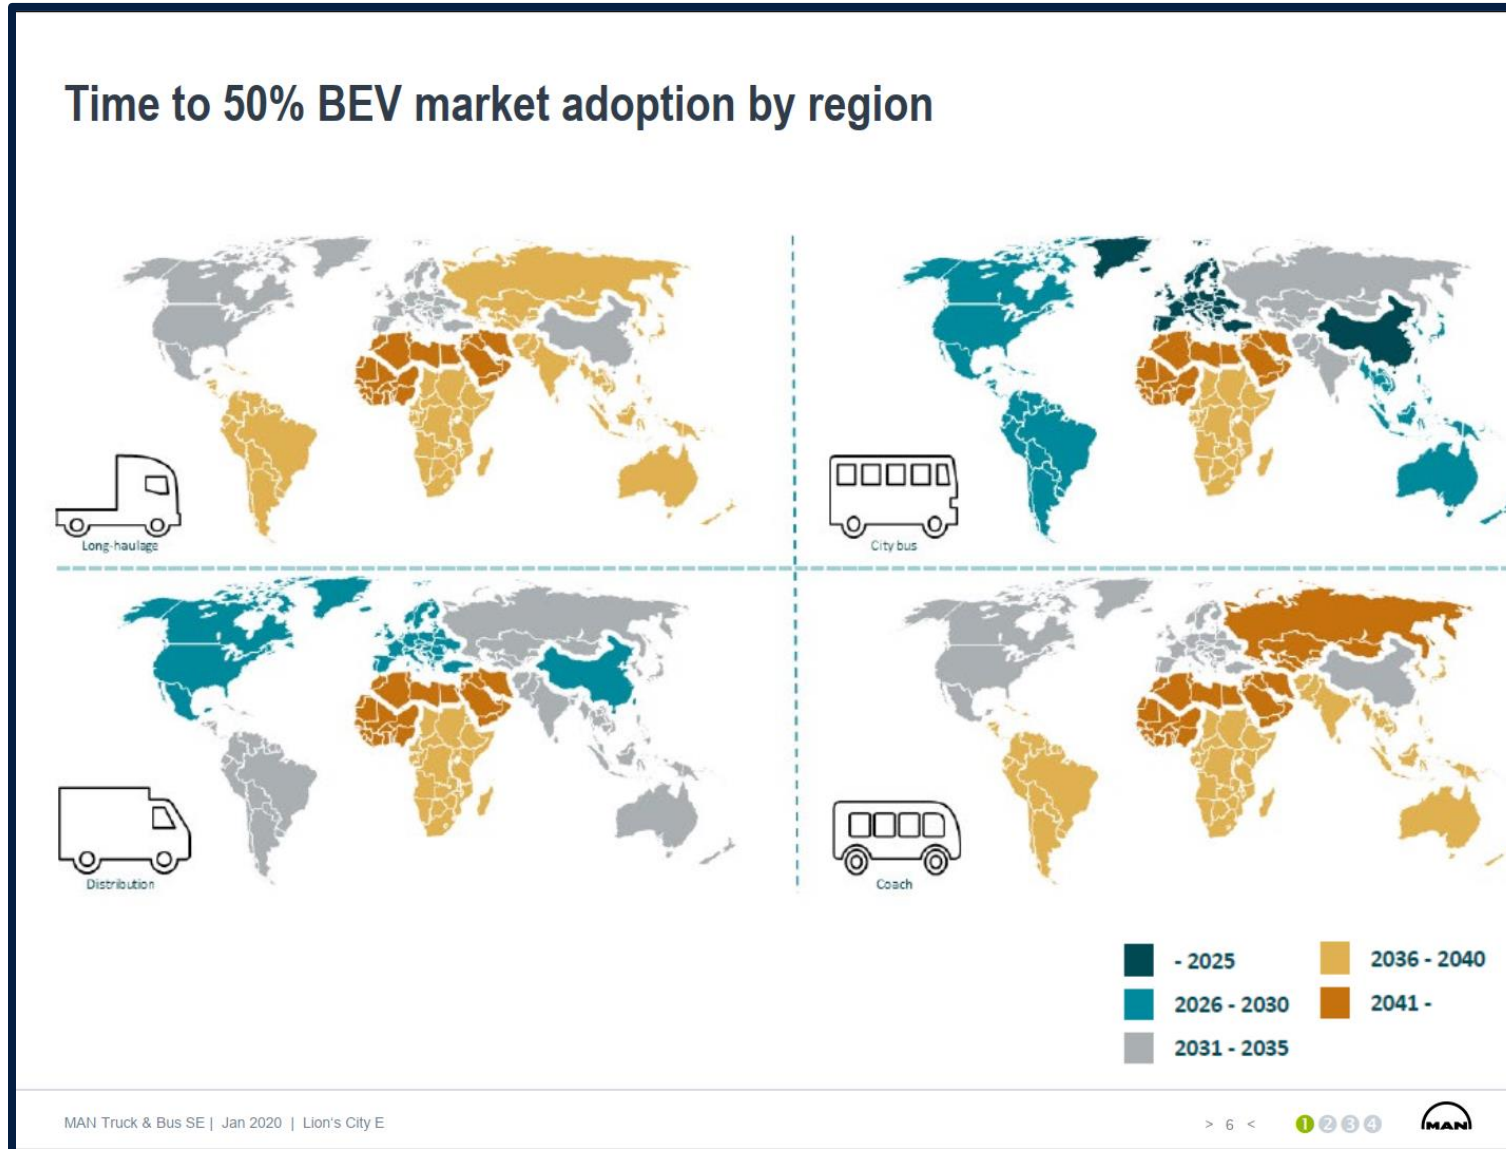 Time to 50% BEV market adoption by region
Long-haulage
City bus
Distribution
Coach
- 2025
2026 - 2030
2031 - 2035
2036 - 2040
2041 -
MAN Truck & Bus SE | Jan 2020 | Lion's City E
> 6 <
1 2 3 4
MAN